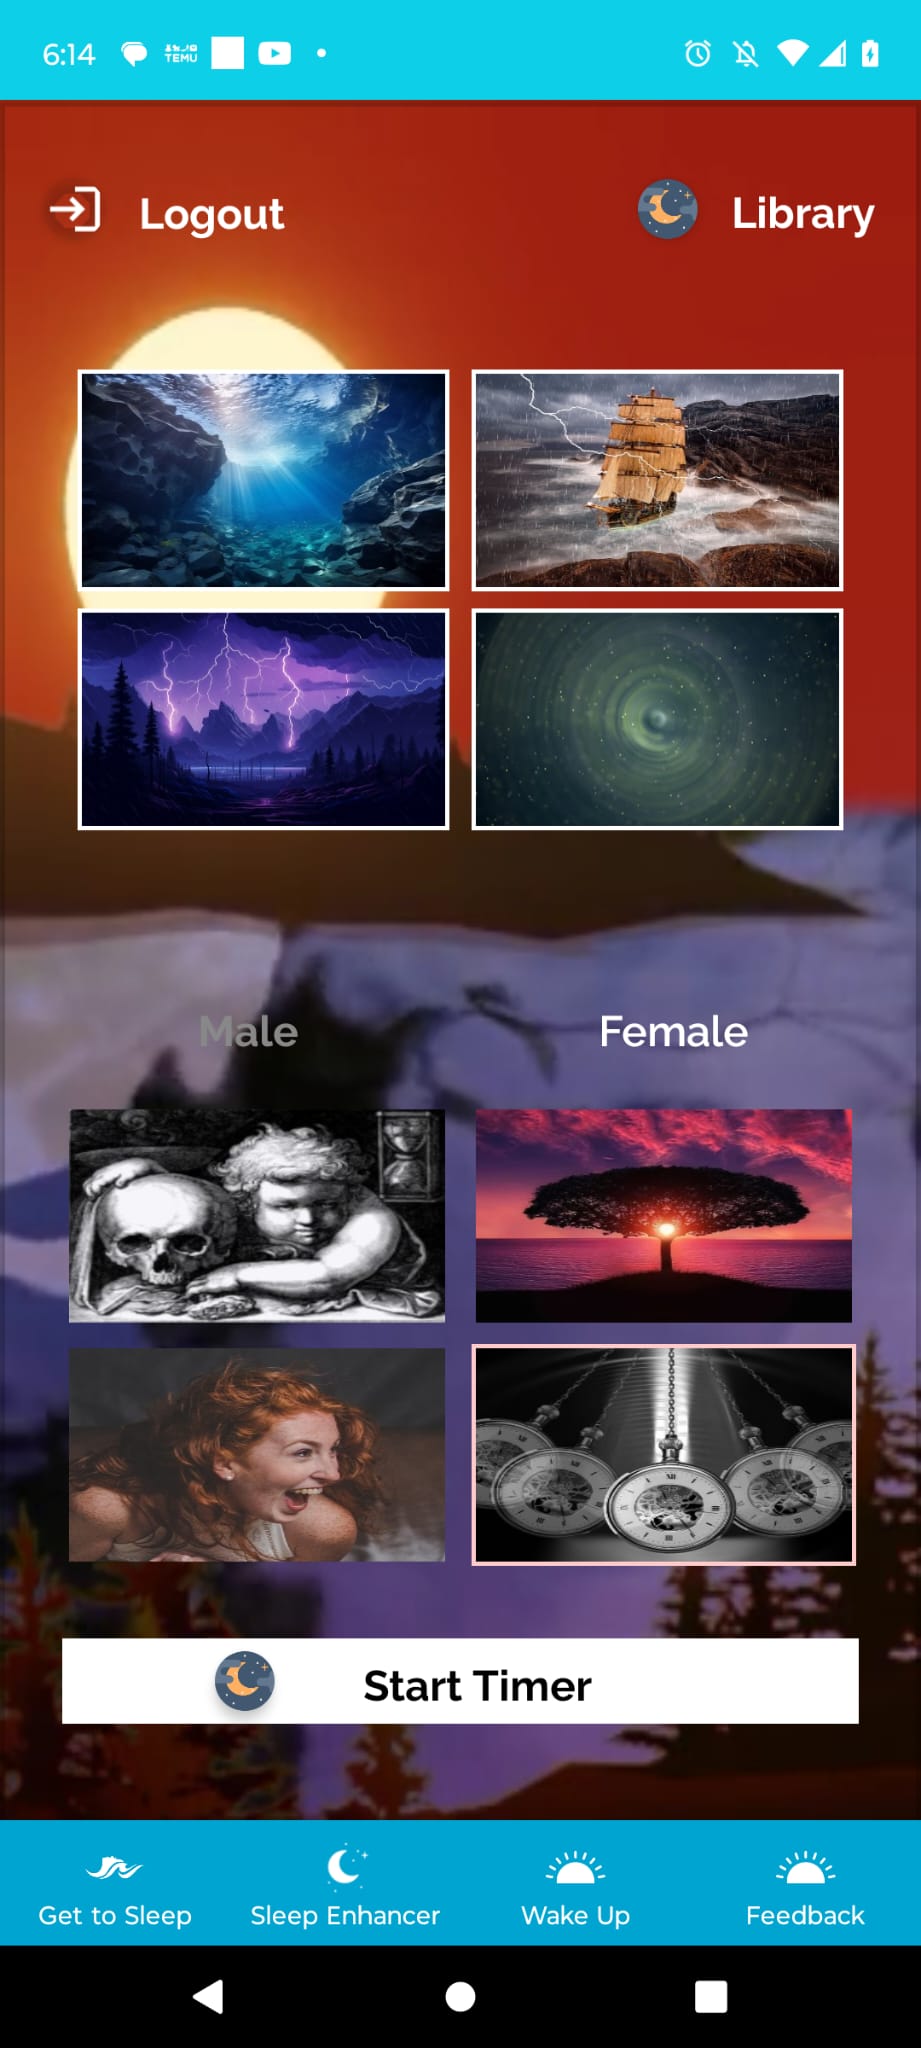 6:14 TEMU
Logout Library
Male Female
Start Timer
Get to Sleep Sleep Enhancer Wake Up Feedback